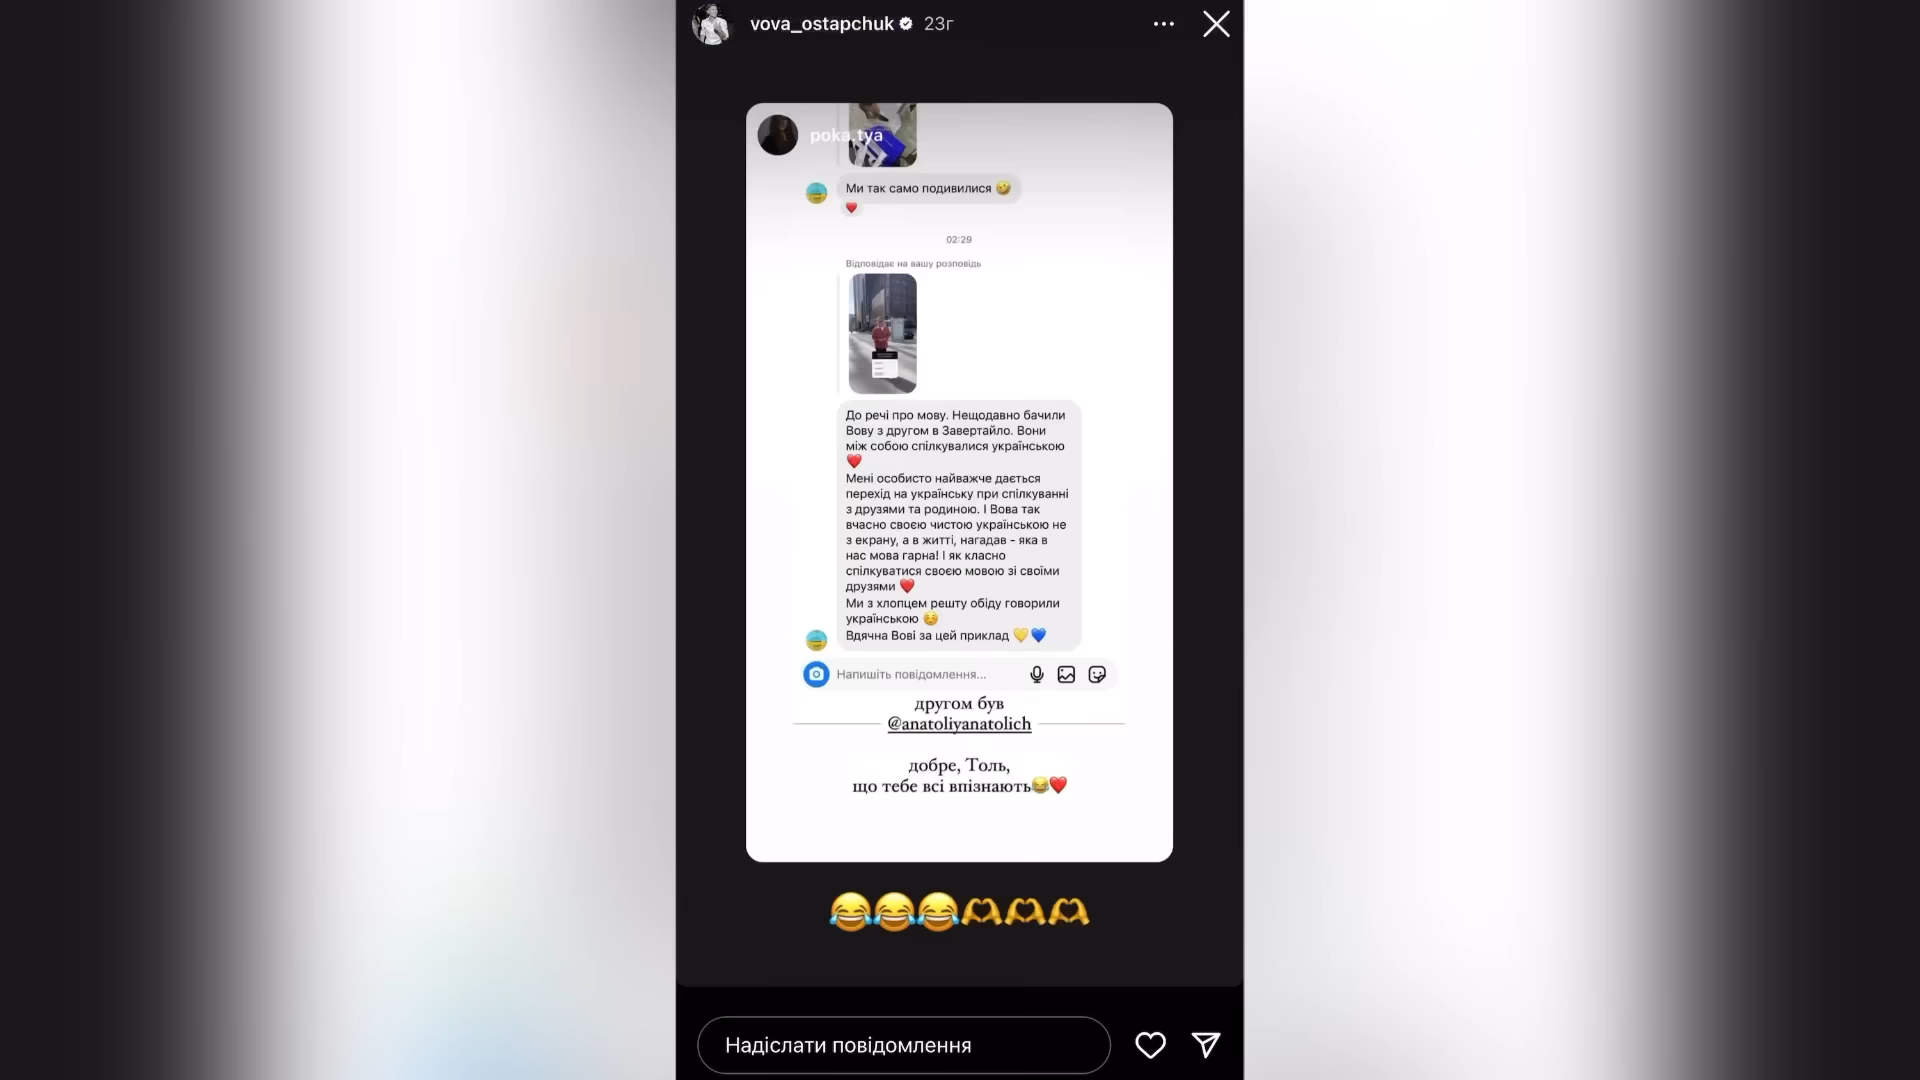 vova_ostapchuk 23г
poka.tya
Ми так само подивилися 🤣
❤️
02:29
Відповідає на вашу розповідь
До речі про мову. Нещодавно бачили
Вову з другом в Завертайло. Вони
між собою спілкувалися українською
❤️
Мені особисто найважче дається
перехід на українську при спілкуванні
з друзями та родиною. І Вова так
вчасно своєю чистою українською не
з екрану, а в житті, нагадав - яка в
нас мова гарна! І як класно
спілкуватися своєю мовою зі своїми
друзями ❤️
Ми з хлопцем решту обіду говорили
українською ☺️
Вдячна Вові за цей приклад 💛💙
Напишіть повідомлення...
другом був
@anatoliyanatolich
добре, Толь,
що тебе всі впізнають😂❤️
😂😂😂🫶🫶🫶
Надіслати повідомлення